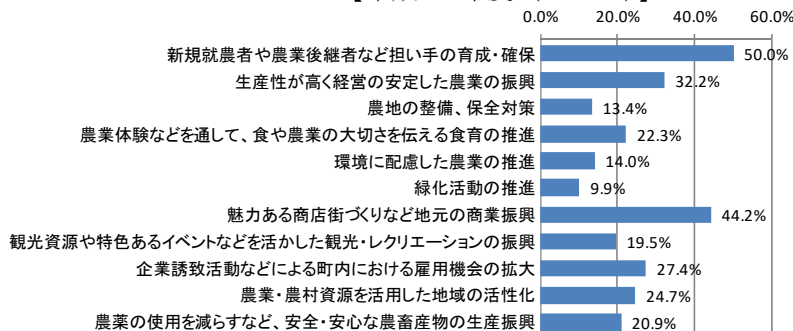 0.0% 20.0% 40.0% 60.0%
新規就農者や農業後継者など担い手の育成・確保 50.0%
生産性が高く経営の安定した農業の振興 32.2%
農地の整備、保全対策 13.4%
農業体験などを通して、食や農業の大切さを伝える食育の推進 22.3%
環境に配慮した農業の推進 14.0%
緑化活動の推進 9.9%
魅力ある商店街づくりなど地元の商業振興 44.2%
観光資源や特色あるイベントなどを活かした観光・レクリエーションの振興 19.5%
企業誘致活動などによる町内における雇用機会の拡大 27.4%
農業・農村資源を活用した地域の活性化 24.7%
農薬の使用を減らすなど、安全・安心な農畜産物の生産振興 20.9%